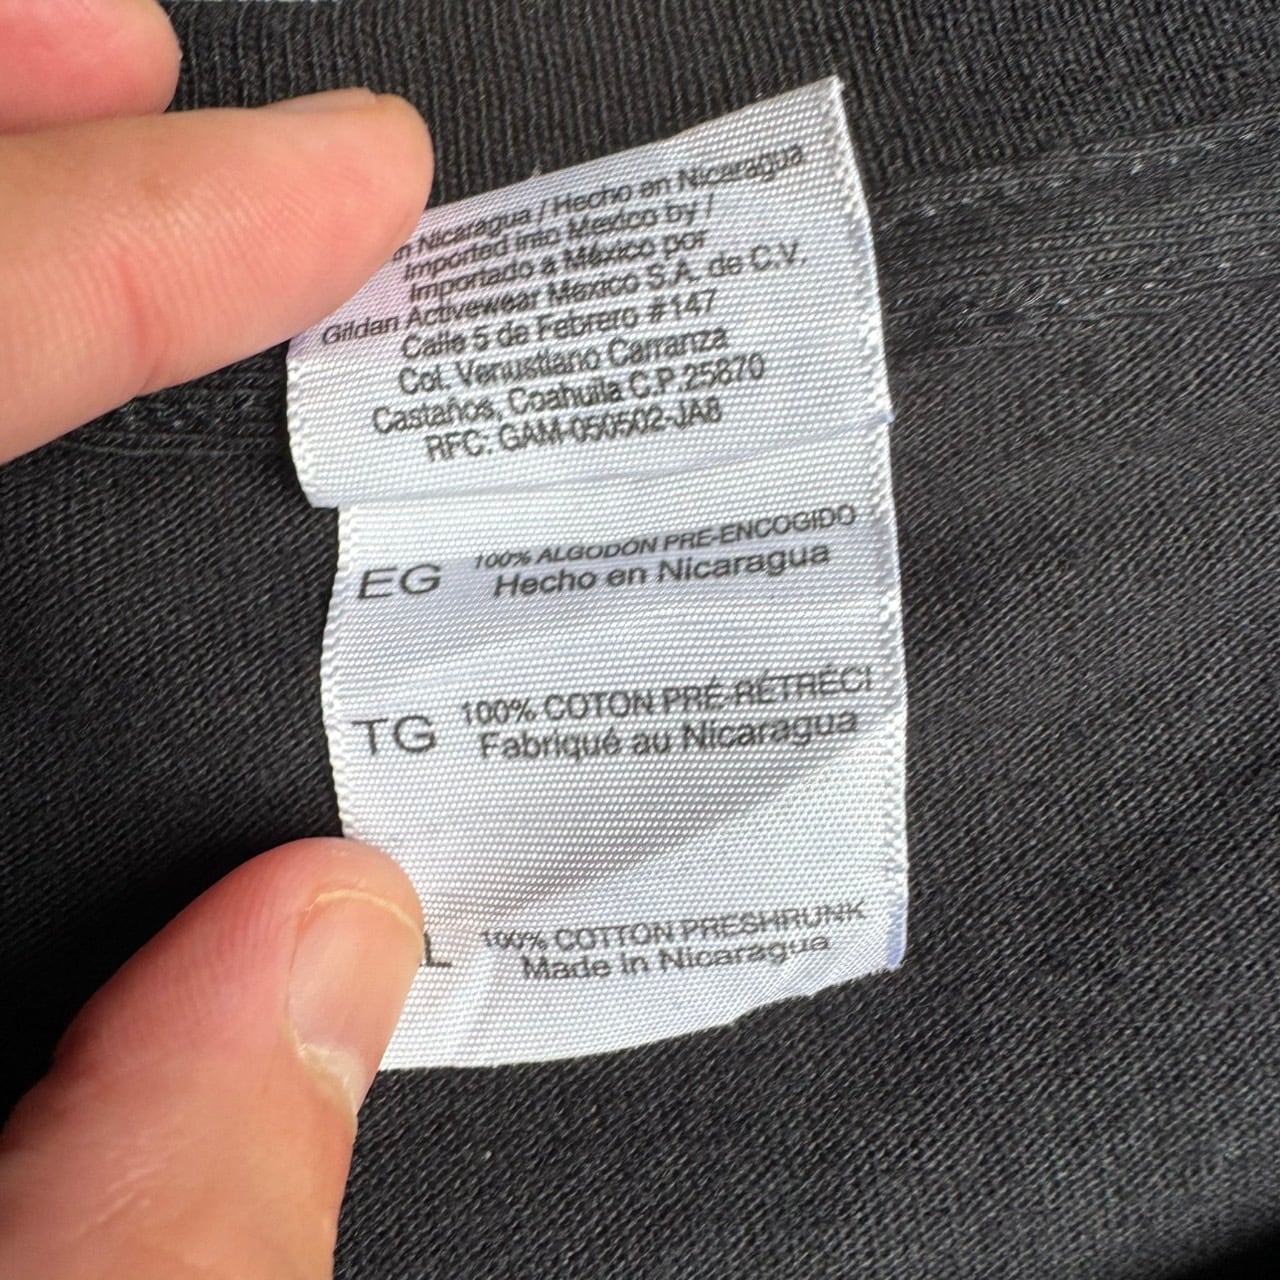 Nicaragua / Hecho en Nicaragua
Imported into Mexico by /
Importado a México por
Gildan Activewear Mexico S.A. de C.V.
Calle 5 de Febrero #147
Col. Venustiano Carranza
Castaños, Coahuila C.P.25870
RFC: GAM-050502-JA8
EG 100% ALGODÓN PRE-ENCOGIDO
Hecho en Nicaragua
TG 100% COTON PRÉ-RÉTRÉCI
Fabriqué au Nicaragua
L 100% COTTON PRESHRUNK
Made in Nicaragua